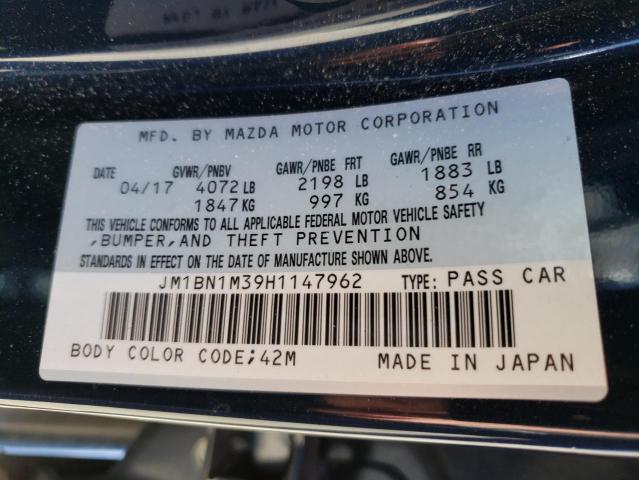 MFD. BY MAZDA MOTOR CORPORATION
DATE GVWR/PNBV GAWR/PNBE FRT GAWR/PNBE RR
04/17 4072 LB 2198 LB 1883 LB
1847 KG 997 KG 854 KG
THIS VEHICLE CONFORMS TO ALL APPLICABLE FEDERAL MOTOR VEHICLE SAFETY
,BUMPER,AND THEFT PREVENTION
STANDARDS IN EFFECT ON THE DATE OF MANUFACTURE SHOWN ABOVE.
JM1BN1M39H1147962 TYPE: PASS CAR
BODY COLOR CODE;42M MADE IN JAPAN